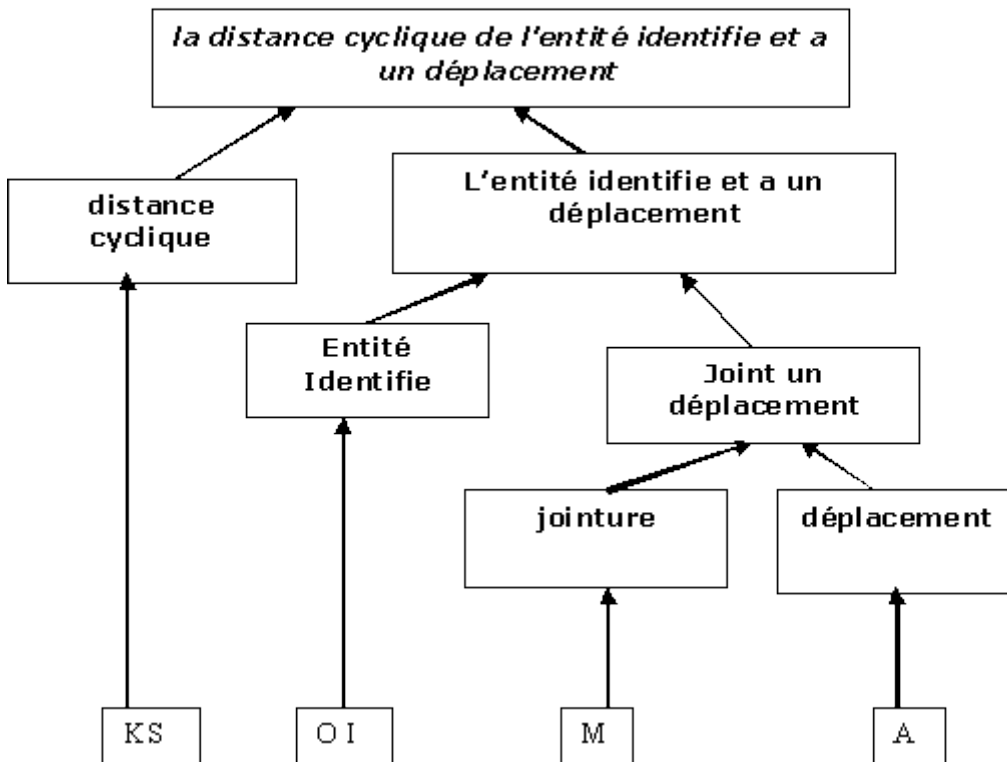 la distance cyclique de l'entité identifie et a
un déplacement
distance
cyclique
L'entité identifie et a un
déplacement
Entité
Identifie
Joint un
déplacement
jointure
déplacement
KS
O I
M
A